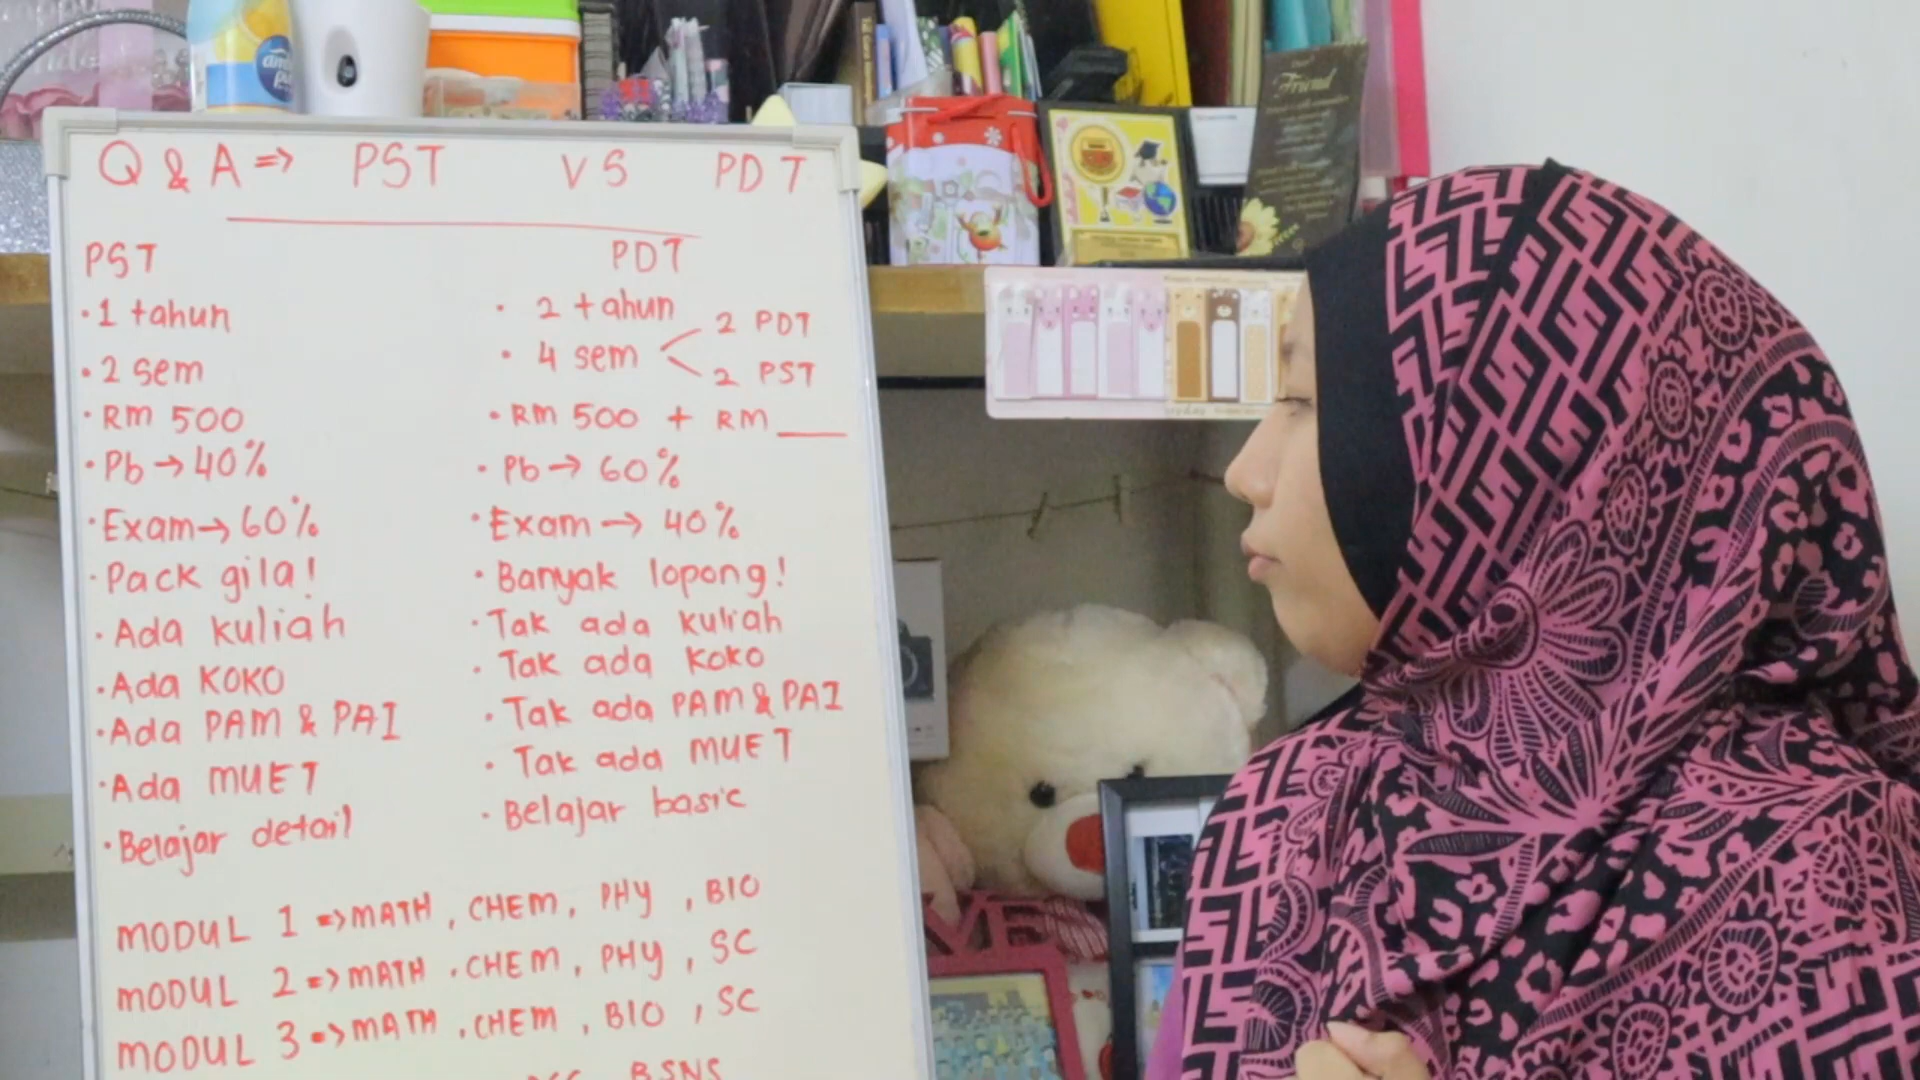 Q & A => PST VS PDT
PST
• 1 tahun
• 2 sem
• RM 500
• Pb → 40%
• Exam → 60%
• Pack gila!
• Ada kuliah
• Ada KOKO
• Ada PAM & PAI
• Ada MUET
• Belajar detail
PDT
• 2 tahun
• 4 sem < 2 PDT
2 PST
• RM 500 + RM ___
• Pb → 60%
• Exam → 40%
• Banyak lopong!
• Tak ada kuliah
• Tak ada KOKO
• Tak ada PAM & PAI
• Tak ada MUET
• Belajar basic
MODUL 1 => MATH, CHEM, PHY, BIO
MODUL 2 => MATH, CHEM, PHY, SC
MODUL 3 => MATH, CHEM, BIO, SC
BSNS
Friend